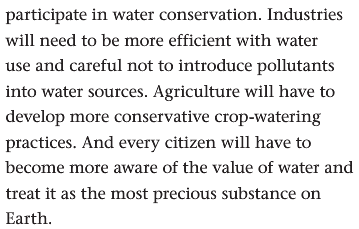 participate in water conservation. Industries
will need to be more efficient with water
use and careful not to introduce pollutants
into water sources. Agriculture will have to
develop more conservative crop-watering
practices. And every citizen will have to
become more aware of the value of water and
treat it as the most precious substance on
Earth.